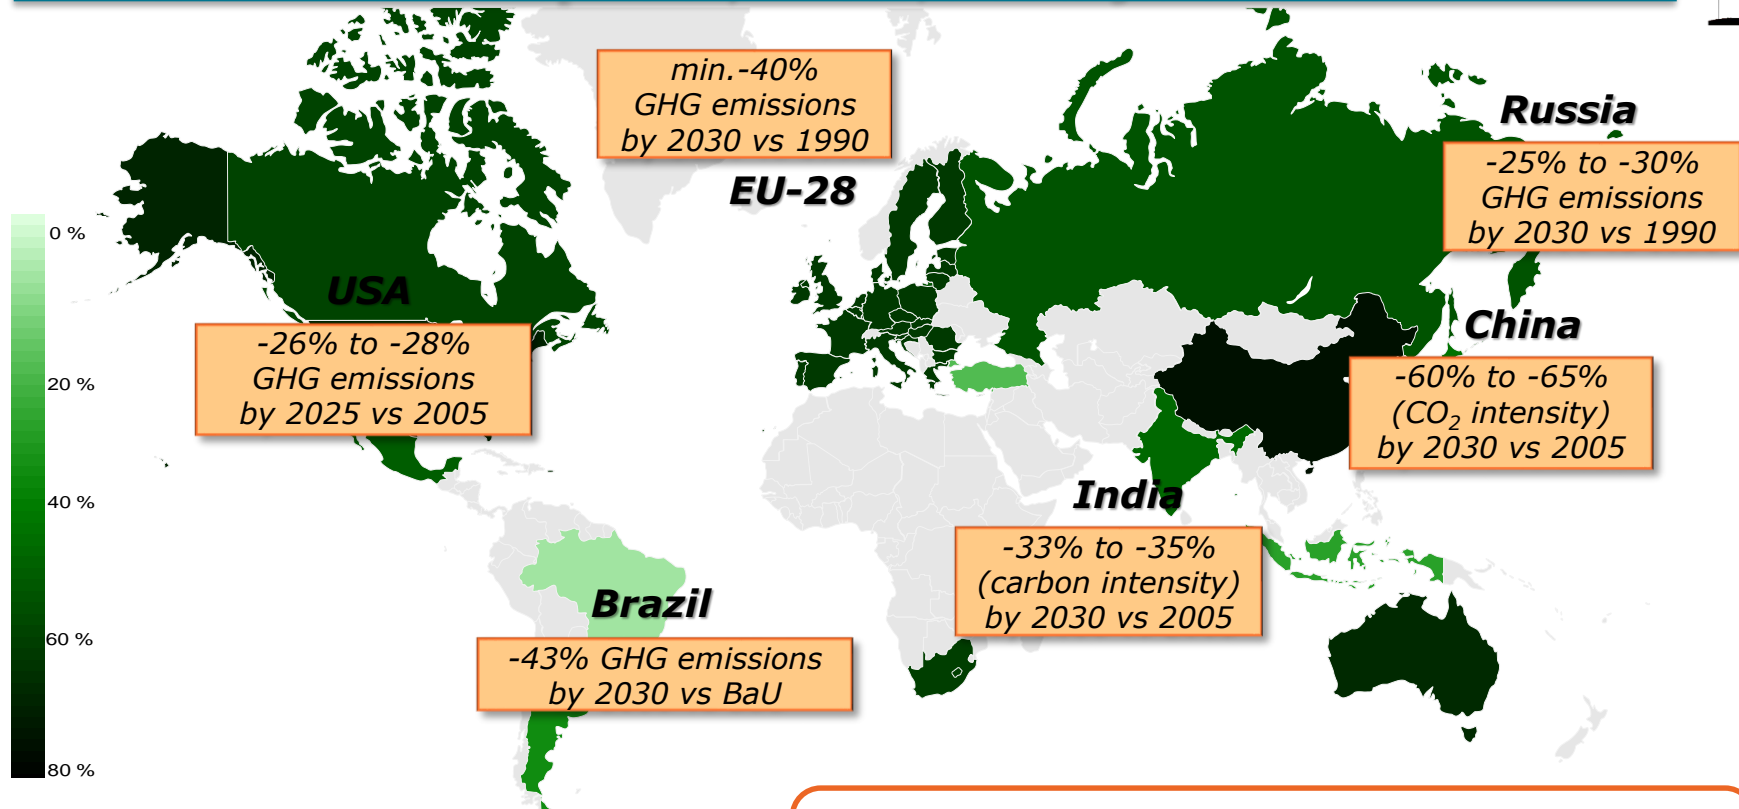 min.-40%
GHG emissions
by 2030 vs 1990
EU-28
Russia
-25% to -30%
GHG emissions
by 2030 vs 1990
0 %
20 %
40 %
60 %
80 %
USA
-26% to -28%
GHG emissions
by 2025 vs 2005
China
-60% to -65%
(CO₂ intensity)
by 2030 vs 2005
India
-33% to -35%
(carbon intensity)
by 2030 vs 2005
Brazil
-43% GHG emissions
by 2030 vs BaU